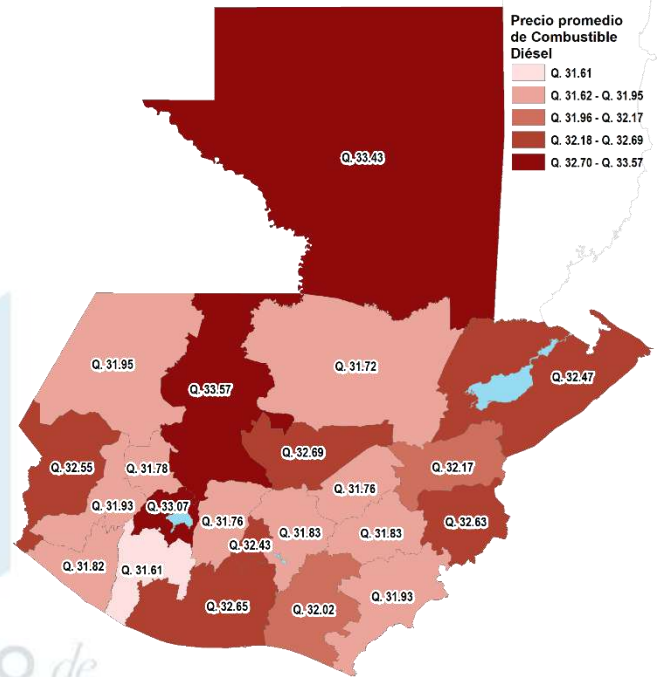 Precio promedio
de Combustible
Diésel
Q. 31.61
Q. 31.62 - Q. 31.95
Q. 31.96 - Q. 32.17
Q. 32.18 - Q. 32.69
Q. 32.70 - Q. 33.57
Q. 33.43
Q. 31.95
Q. 33.57
Q. 31.72
Q. 32.47
Q. 32.55
Q. 31.78
Q. 32.69
Q. 32.17
Q. 31.93
Q. 33.07
Q. 31.76
Q. 31.76
Q. 32.63
Q. 31.83
Q. 31.83
Q. 32.43
Q. 31.82
Q. 31.61
Q. 31.93
Q. 32.65
Q. 32.02
de